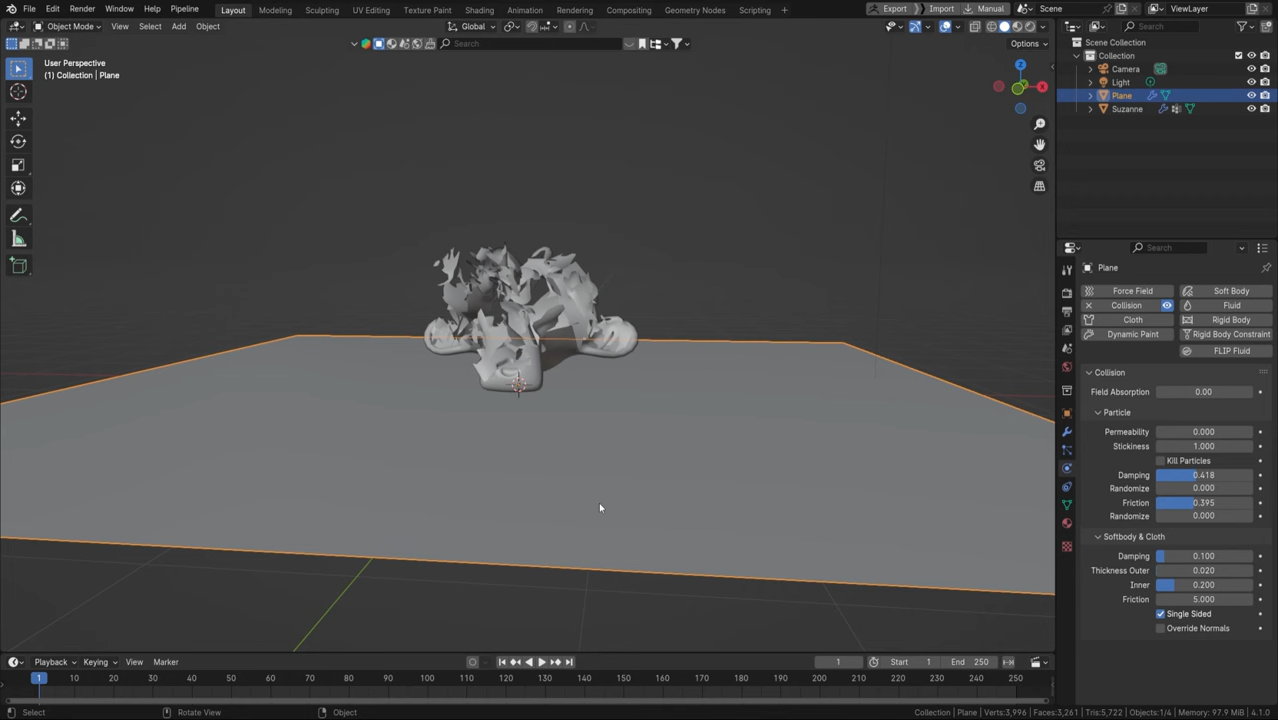 File Edit Render Window Help Pipeline Layout Modeling Sculpting UV Editing Texture Paint Shading Animation Rendering Compositing Geometry Nodes Scripting + Export Import Manual Scene ViewLayer
Object Mode View Select Add Object Global Search
Search Options
User Perspective
(1) Collection | Plane
Z
X
Scene Collection
Collection
Camera
Light
Plane
Suzanne
Search
Plane
Force Field Soft Body
Collision Fluid
Cloth Rigid Body
Dynamic Paint Rigid Body Constraint
FLIP Fluid
Collision
Field Absorption 0.00
Particle
Permeability 0.000
Stickiness 1.000
Kill Particles
Damping 0.418
Randomize 0.000
Friction 0.395
Randomize 0.000
Softbody & Cloth
Damping 0.100
Thickness Outer 0.020
Inner 0.200
Friction 5.000
Single Sided
Override Normals
Playback Keying View Marker 1 Start 1 End 250
1 10 20 30 40 50 60 70 80 90 100 110 120 130 140 150 160 170 180 190 200 210 220 230 240 250
Select Rotate View Object Collection | Plane Verts:3,996 Faces:3,261 Tris:5,722 Objects:1/4 Memory: 97.9 MiB 4.1.0